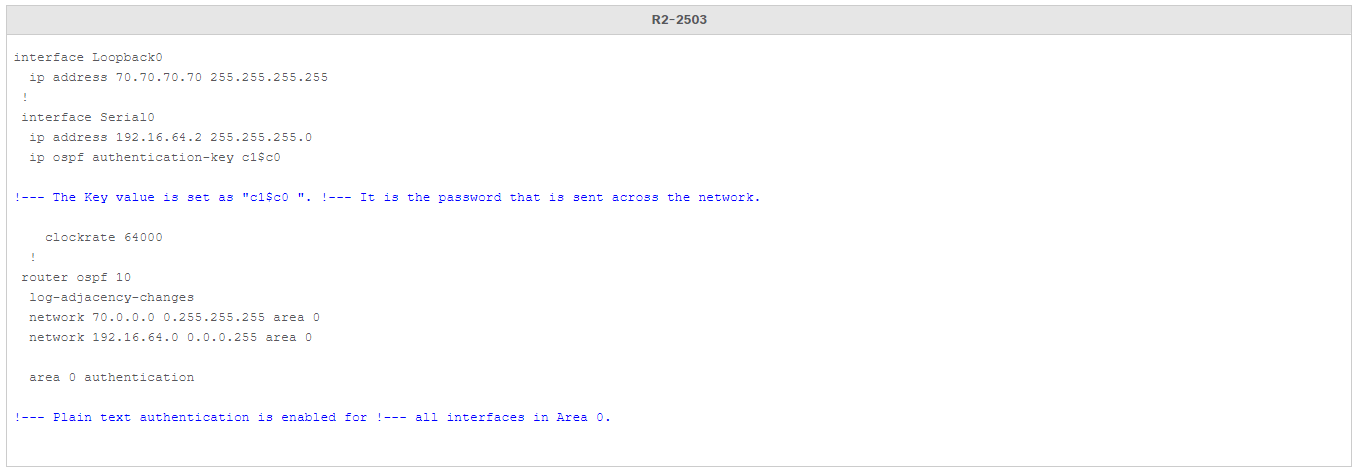 R2-2503
interface Loopback0
ip address 70.70.70.70 255.255.255.255
!
interface Serial0
ip address 192.16.64.2 255.255.255.0
ip ospf authentication-key c1$c0
!--- The Key value is set as "c1$c0 ". !--- It is the password that is sent across the network.
clockrate 64000
!
router ospf 10
log-adjacency-changes
network 70.0.0.0 0.255.255.255 area 0
network 192.16.64.0 0.0.0.255 area 0
area 0 authentication
!--- Plain text authentication is enabled for !--- all interfaces in Area 0.